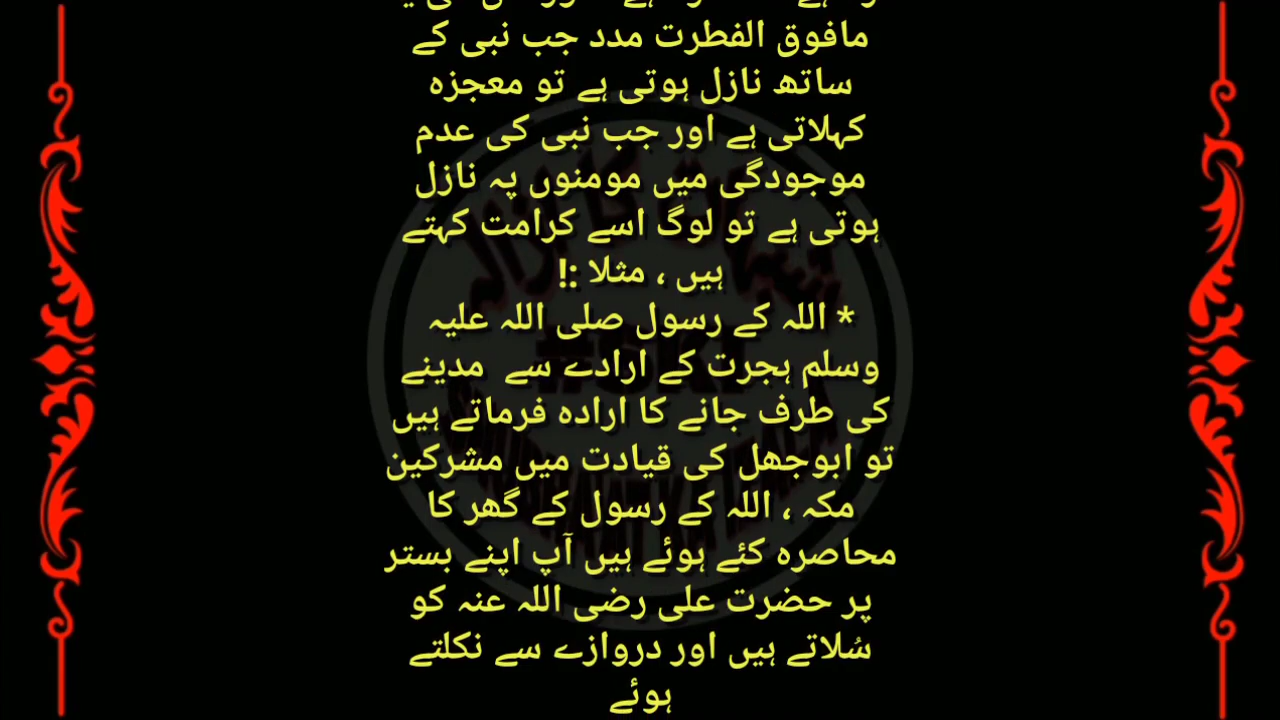 مافوق الفطرت مدد جب نبی کے
ساتھ نازل ہوتی ہے تو معجزہ
کہلاتی ہے اور جب نبی کی عدم
موجودگی میں مومنوں پہ نازل
ہوتی ہے تو لوگ اسے کرامت کہتے
ہیں ، مثلا :!
* اللہ کے رسول صلی اللہ علیہ
وسلم ہجرت کے ارادے سے مدینے
کی طرف جانے کا ارادہ فرماتے ہیں
تو ابوجھل کی قیادت میں مشرکین
مکہ ، اللہ کے رسول کے گھر کا
محاصرہ کئے ہوئے ہیں آپ اپنے بستر
پر حضرت علی رضی اللہ عنہ کو
سُلاتے ہیں اور دروازے سے نکلتے
ہوئے